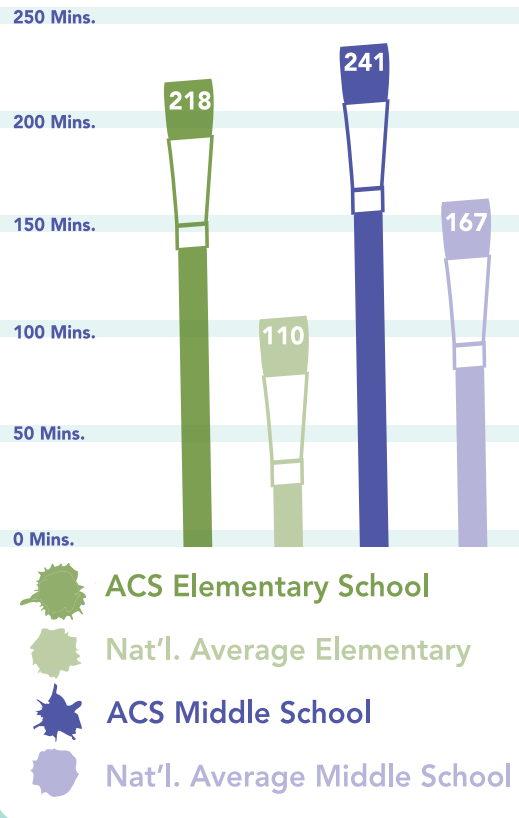 250 Mins.
241
218
200 Mins.
167
150 Mins.
110
100 Mins.
50 Mins.
0 Mins.
ACS Elementary School
Nat'l. Average Elementary
ACS Middle School
Nat'l. Average Middle School